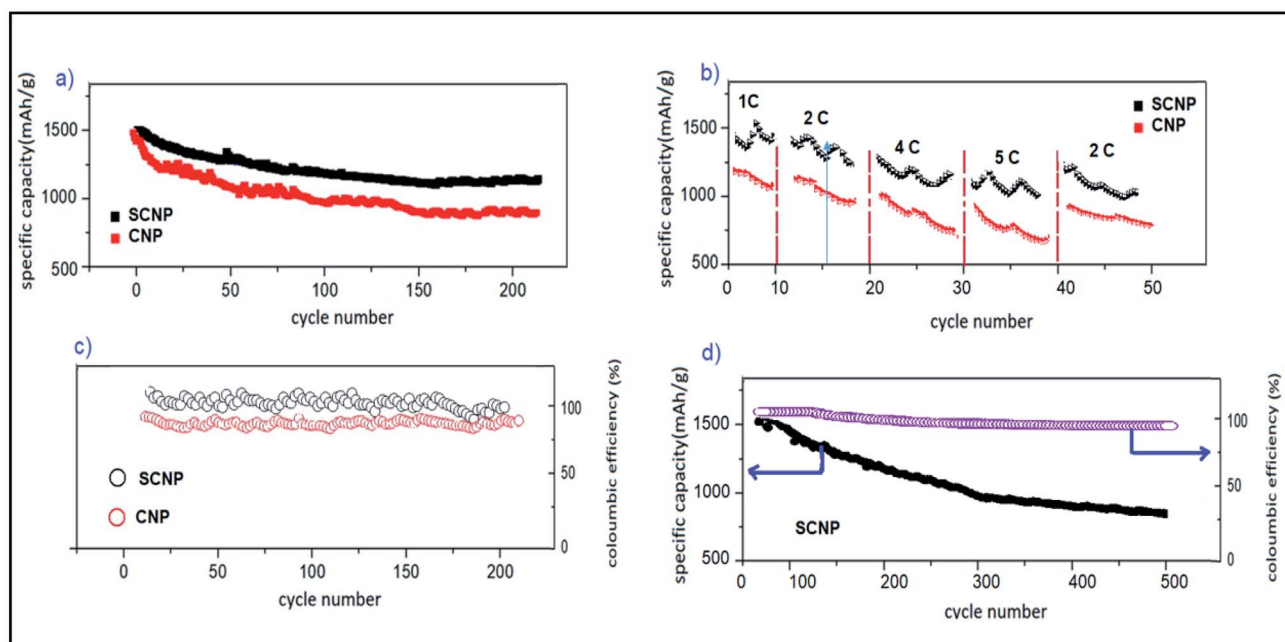 a)
specific capacity(mAh/g)
1500
1000
500
SCNP
CNP
0
50
100
150
200
cycle number
b)
specific capacity(mAh/g)
1500
1000
500
1C
2 C
4 C
5 C
2 C
SCNP
CNP
0
10
20
30
40
50
cycle number
c)
SCNP
CNP
100
50
0
coloumbic efficiency (%)
0
50
100
150
200
cycle number
d)
specific capacity(mAh/g)
1500
1000
500
SCNP
100
50
0
coloumbic efficiency (%)
0
100
200
300
400
500
cycle number